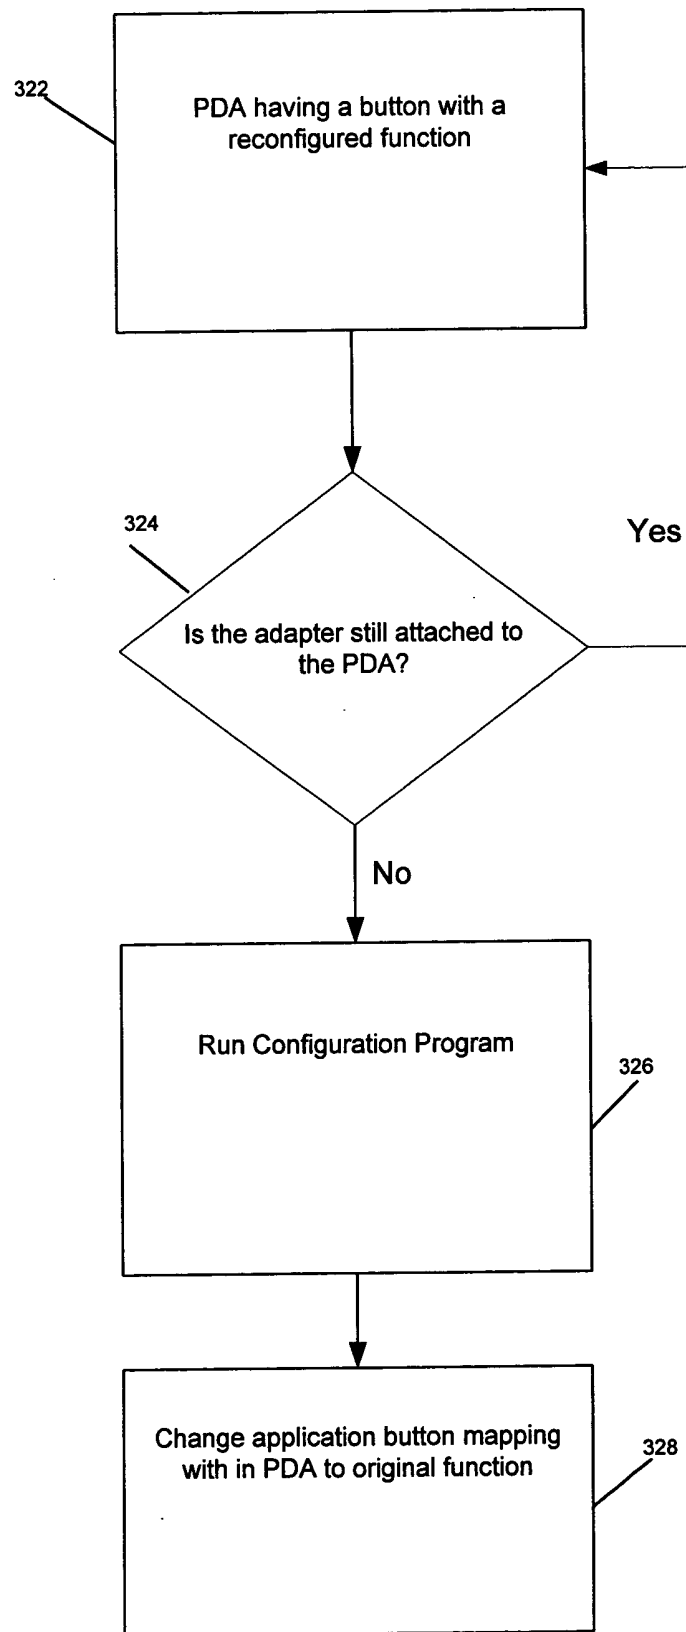 322
PDA having a button with a
reconfigured function
324
Yes
Is the adapter still attached to
the PDA?
No
Run Configuration Program
326
Change application button mapping
with in PDA to original function
328